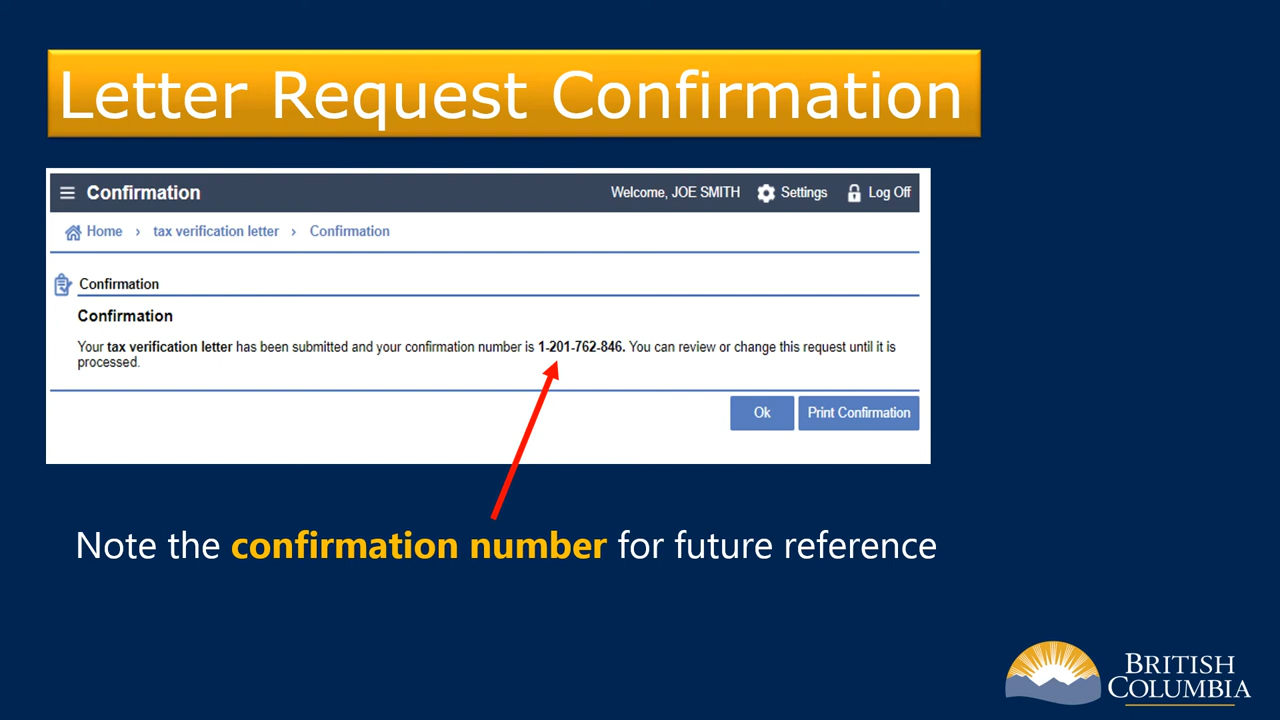 Letter Request Confirmation
Confirmation Welcome, JOE SMITH Settings Log Off
Home › tax verification letter › Confirmation
Confirmation
Confirmation
Your tax verification letter has been submitted and your confirmation number is 1-201-762-846. You can review or change this request until it is
processed.
Ok Print Confirmation
Note the confirmation number for future reference
BRITISH
COLUMBIA